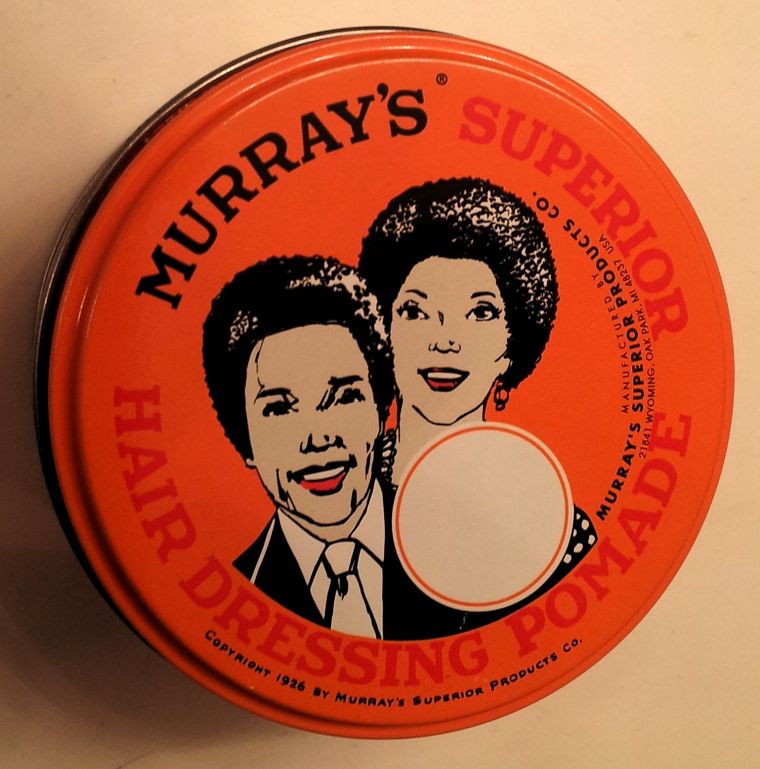 MURRAY'S® SUPERIOR
HAIR DRESSING POMADE
MANUFACTURED BY
MURRAY'S SUPERIOR PRODUCTS CO.
21841 WYOMING, OAK PARK, MI 48237 USA
COPYRIGHT 1926 BY MURRAY'S SUPERIOR PRODUCTS CO.